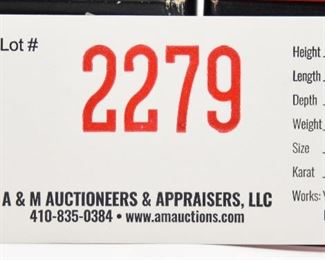 Lot #
2279
A & M AUCTIONEERS & APPRAISERS, LLC
410-835-0384 • www.amauctions.com
Height
Length
Depth
Weight
Size
Karat
Works: